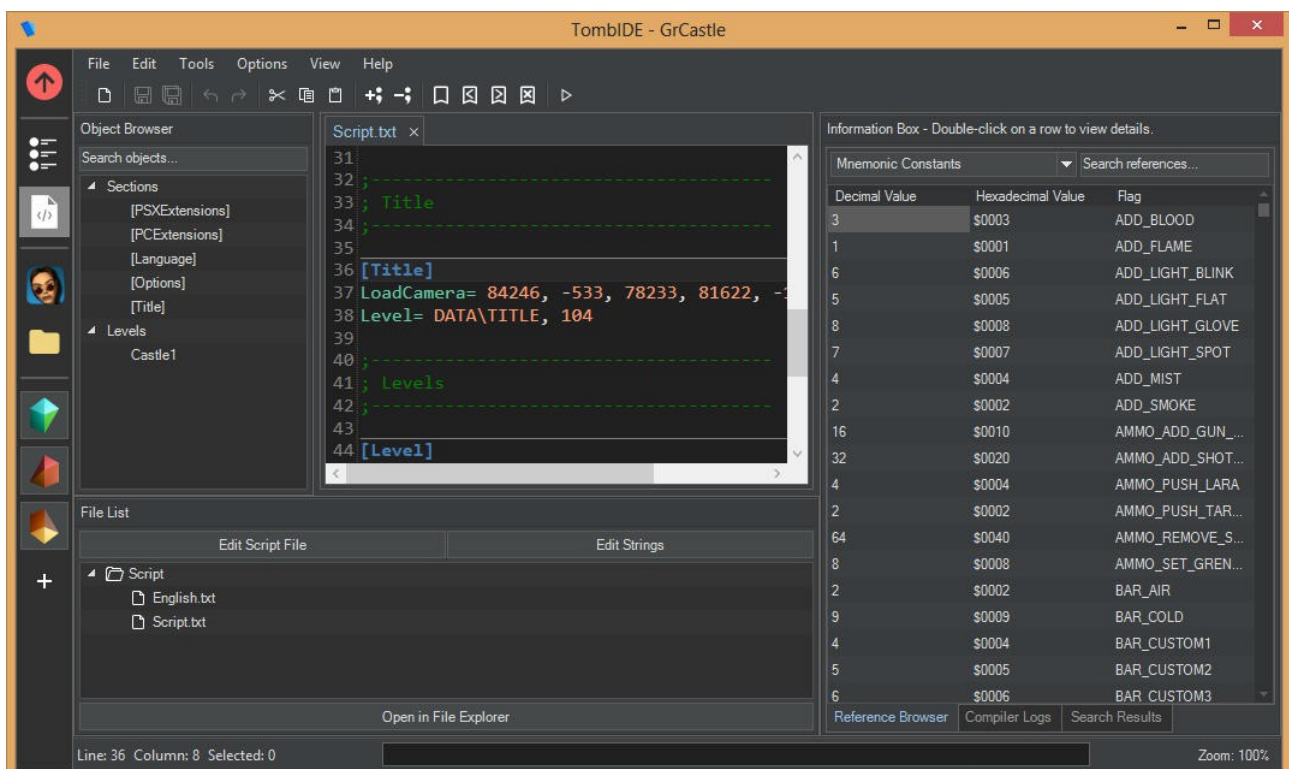 TombIDE - GrCastle
File Edit Tools Options View Help
Object Browser
Search objects...
Sections
[PSXExtensions]
[PCExtensions]
[Language]
[Options]
[Title]
Levels
Castle1
Script.txt ×
31
32 ;---------------------------------------
33 ; Title
34 ;---------------------------------------
35
36 [Title]
37 LoadCamera= 84246, -533, 78233, 81622, -
38 Level= DATA\TITLE, 104
39
40 ;---------------------------------------
41 ; Levels
42 ;---------------------------------------
43
44 [Level]
File List
Edit Script File Edit Strings
Script
English.txt
Script.txt
Open in File Explorer
Information Box - Double-click on a row to view details.
Mnemonic Constants Search references...
Decimal Value Hexadecimal Value Flag
3 $0003 ADD_BLOOD
1 $0001 ADD_FLAME
6 $0006 ADD_LIGHT_BLINK
5 $0005 ADD_LIGHT_FLAT
8 $0008 ADD_LIGHT_GLOVE
7 $0007 ADD_LIGHT_SPOT
4 $0004 ADD_MIST
2 $0002 ADD_SMOKE
16 $0010 AMMO_ADD_GUN_...
32 $0020 AMMO_ADD_SHOT...
4 $0004 AMMO_PUSH_LARA
2 $0002 AMMO_PUSH_TAR...
64 $0040 AMMO_REMOVE_S...
8 $0008 AMMO_SET_GREN...
2 $0002 BAR_AIR
9 $0009 BAR_COLD
4 $0004 BAR_CUSTOM1
5 $0005 BAR_CUSTOM2
6 $0006 BAR_CUSTOM3
Reference Browser Compiler Logs Search Results
Line: 36 Column: 8 Selected: 0
Zoom: 100%